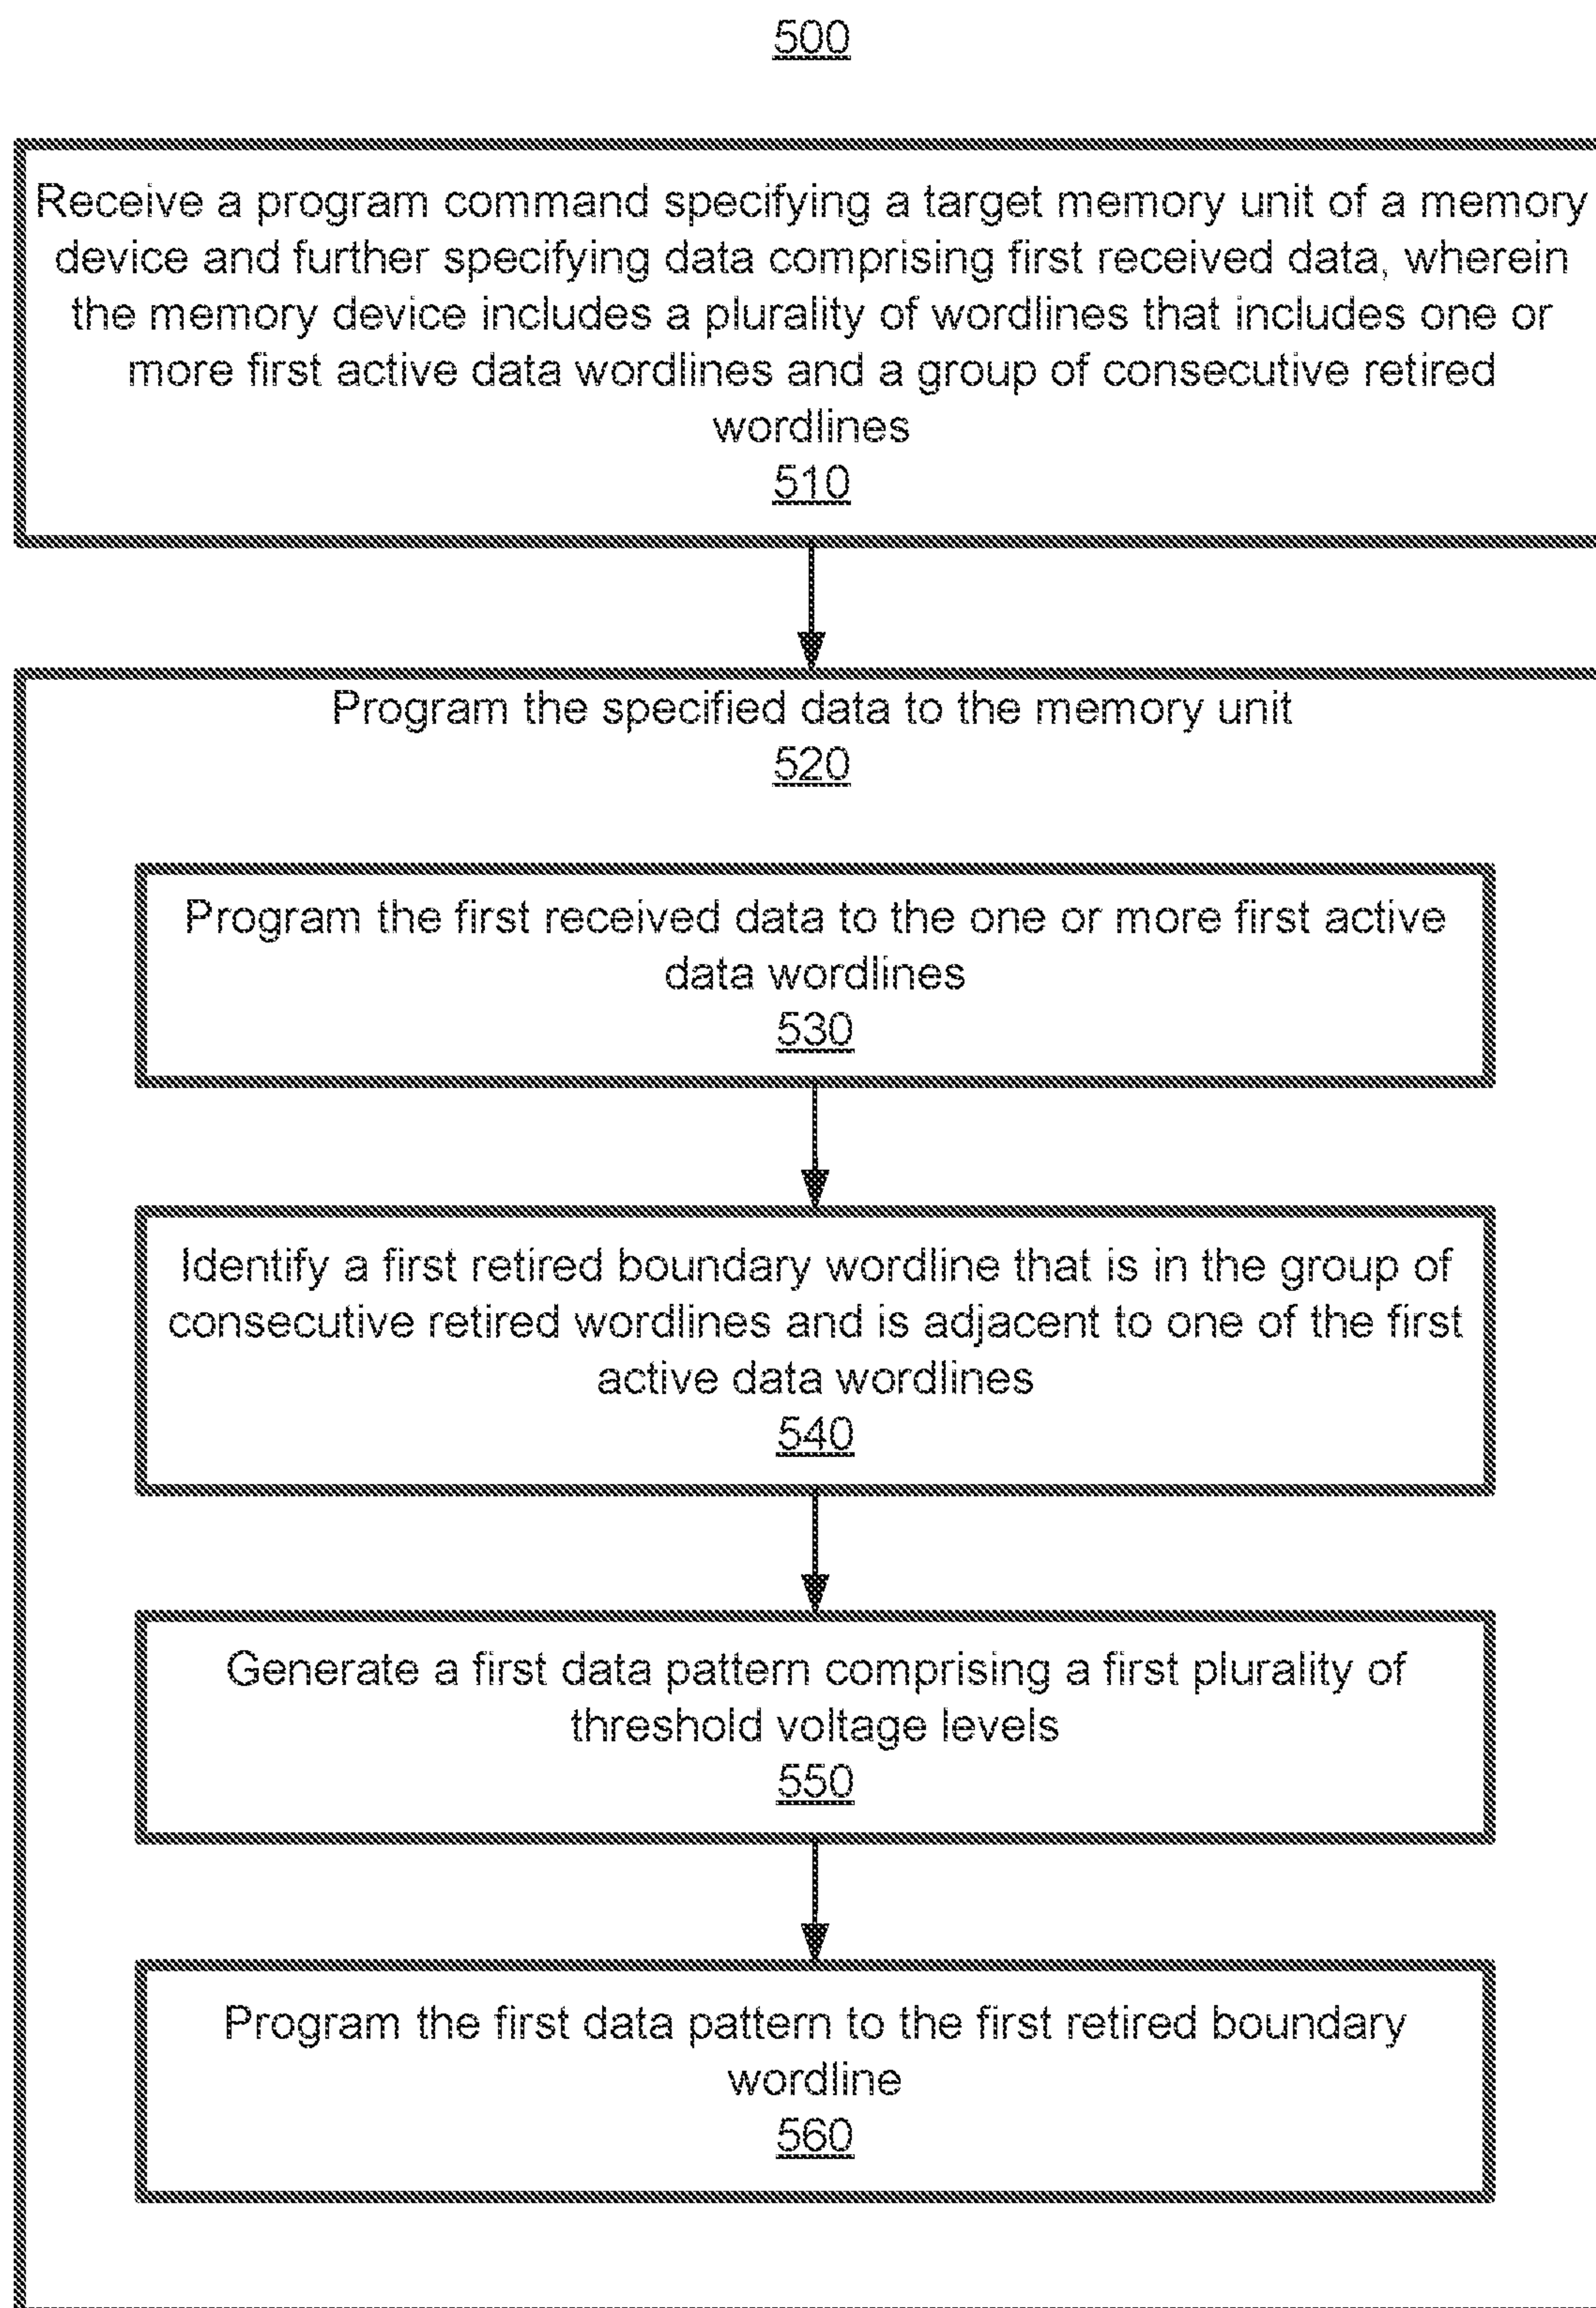 500
Receive a program command specifying a target memory unit of a memory
device and further specifying data comprising first received data, wherein
the memory device includes a plurality of wordlines that includes one or
more first active data wordlines and a group of consecutive retired
wordlines
510
Program the specified data to the memory unit
520
Program the first received data to the one or more first active
data wordlines
530
Identify a first retired boundary wordline that is in the group of
consecutive retired wordlines and is adjacent to one of the first
active data wordlines
540
Generate a first data pattern comprising a first plurality of
threshold voltage levels
550
Program the first data pattern to the first retired boundary
wordline
560